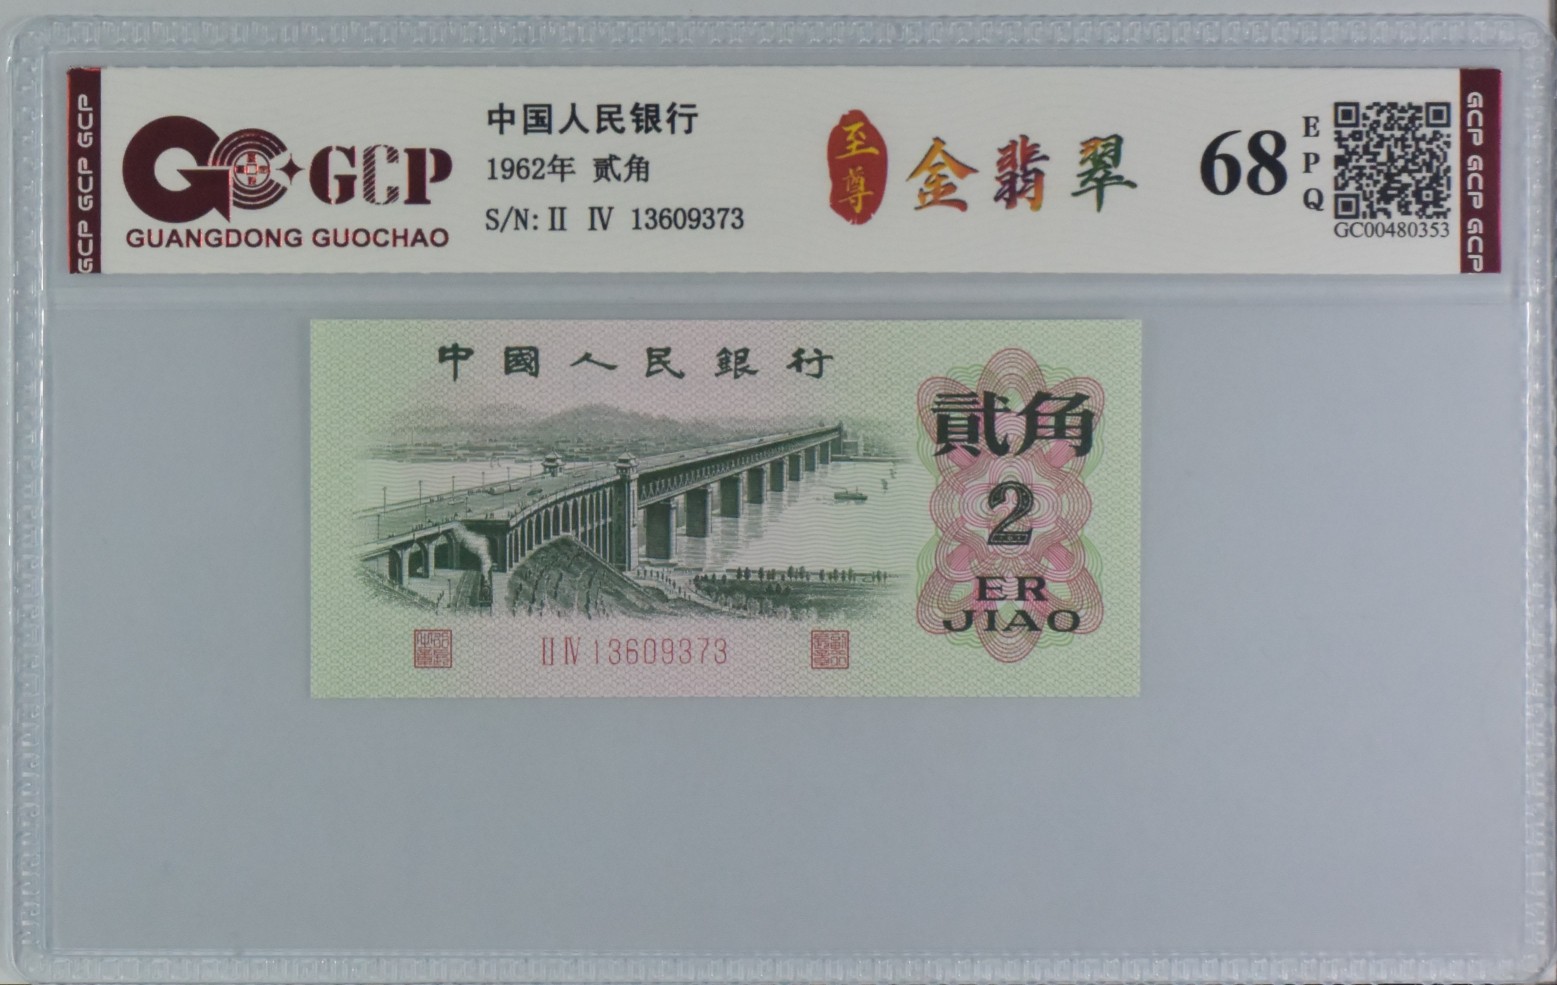 GCP GCP GCP
GCP
GUANGDONG GUOCHAO
中国人民银行
1962年 贰角
S/N: II IV 13609373
至尊
金翡翠
68
EPQ
GC00480353
GCP GCP GCP
中國人民銀行
貳角
2
ER
JIAO
II IV 13609373